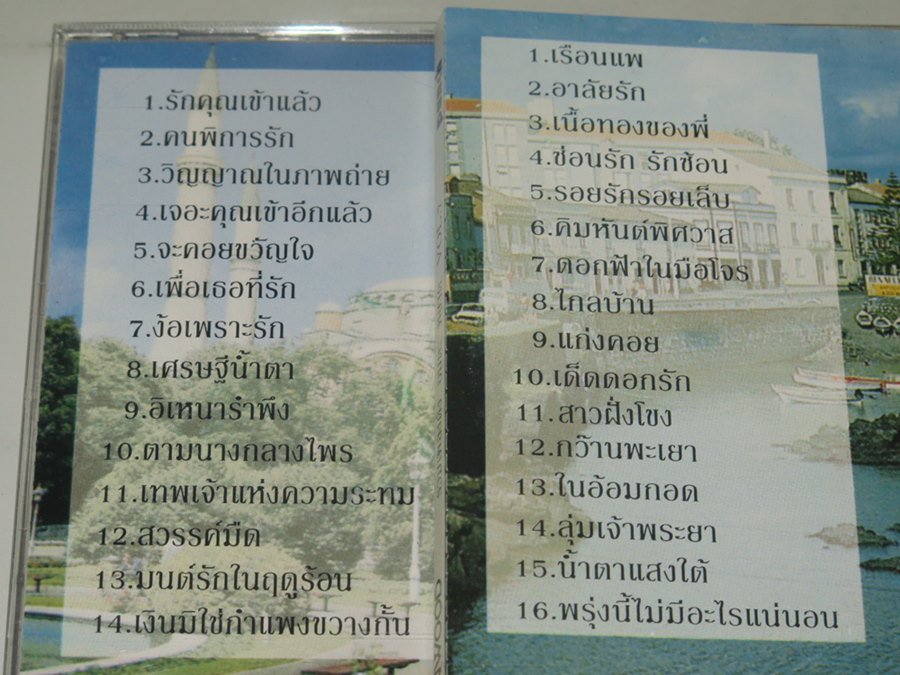 1.รักคุณเข้าแล้ว
2.คนพิการรัก
3.วิญญาณในภาพถ่าย
4.เจอะคุณเข้าอีกแล้ว
5.จะคอยขวัญใจ
6.เพื่อเธอที่รัก
7.ง้อเพราะรัก
8.เศรษฐีน้ำตา
9.อิเหนารำพึง
10.ตามนางกลางไพร
11.เทพเจ้าแห่งความระทม
12.สวรรค์มืด
13.มนต์รักในฤดูร้อน
14.เงินมิใช่กำแพงขวางกั้น
1.เรือนแพ
2.อาลัยรัก
3.เนื้อทองของพี่
4.ซ่อนรัก รักซ้อน
5.รอยรักรอยเล็บ
6.คิมหันต์พิศวาส
7.ดอกฟ้าในมือโจร
8.ไกลบ้าน
9.แก่งคอย
10.เด็ดดอกรัก
11.สาวฝั่งโขง
12.กว๊านพะเยา
13.ในอ้อมกอด
14.ลุ่มเจ้าพระยา
15.น้ำตาแสงใต้
16.พรุ่งนี้ไม่มีอะไรแน่นอน